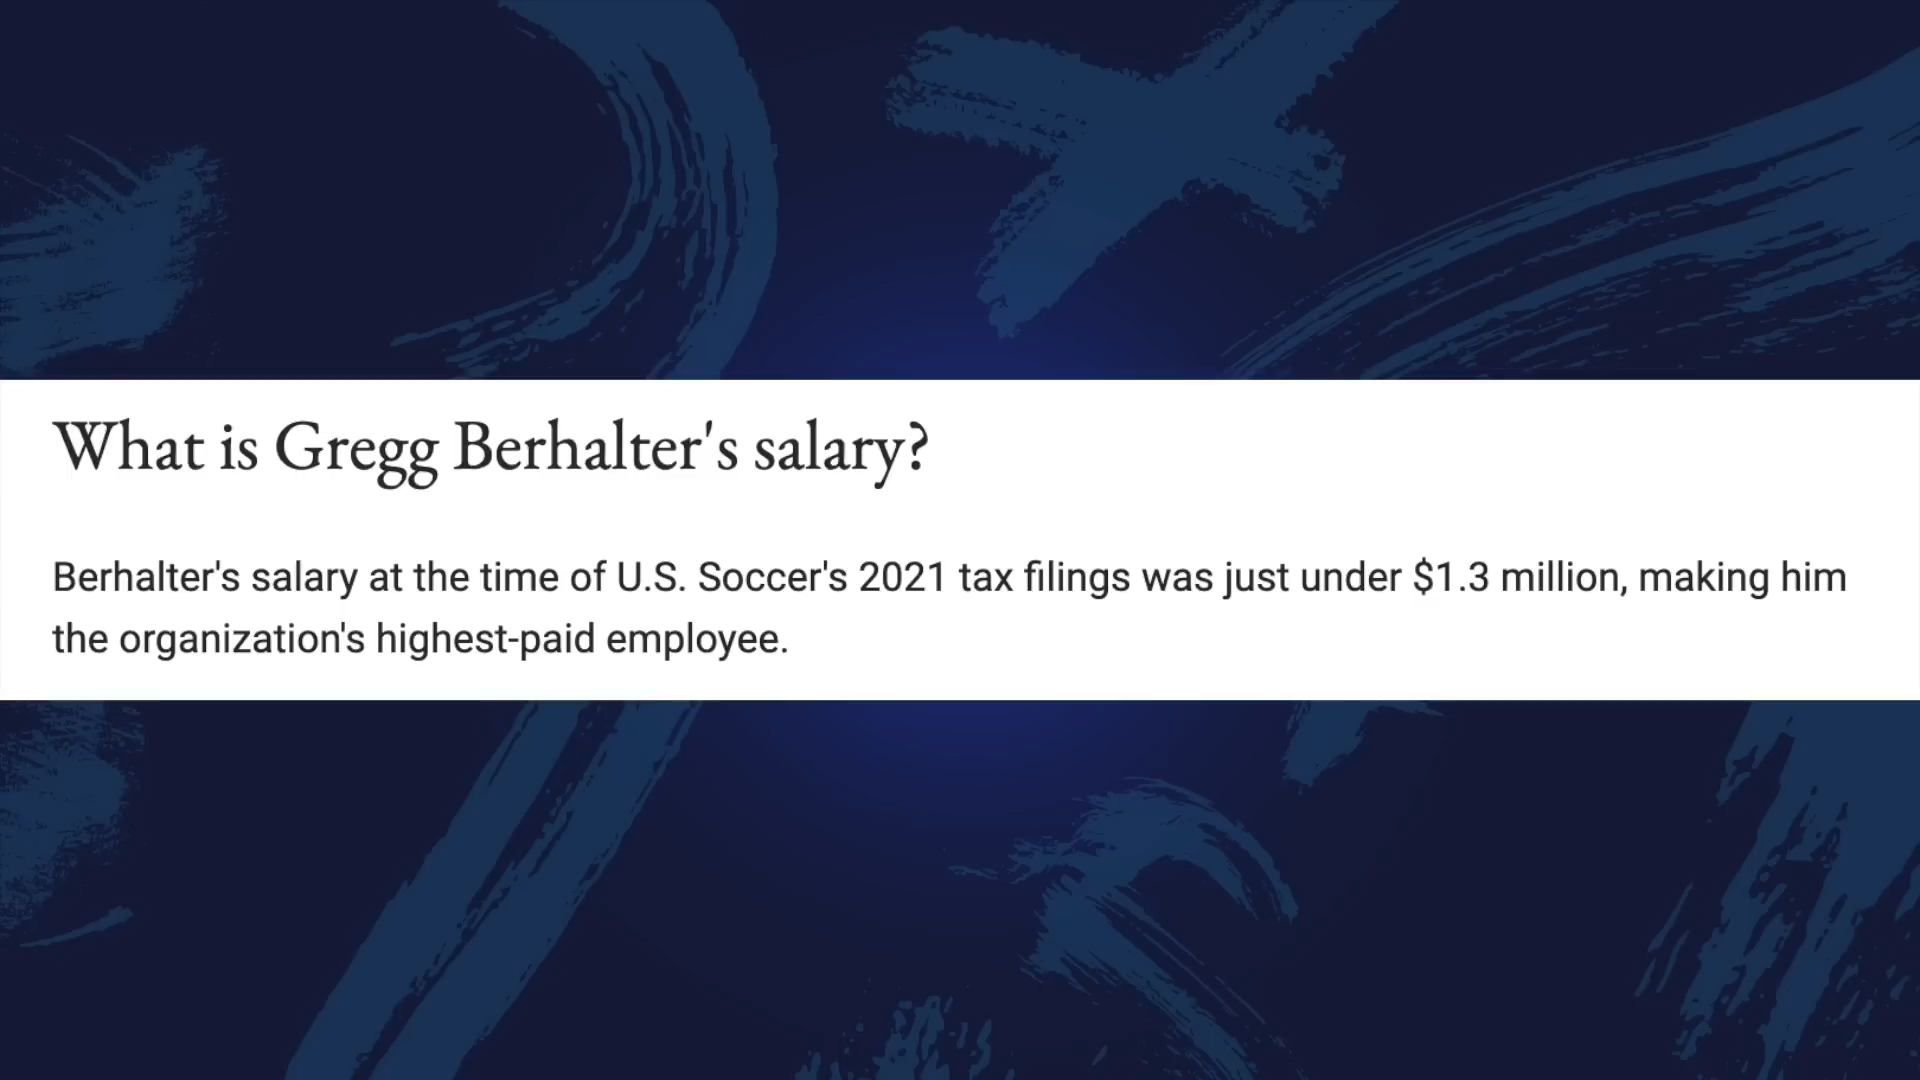 What is Gregg Berhalter's salary?
Berhalter's salary at the time of U.S. Soccer's 2021 tax filings was just under $1.3 million, making him
the organization's highest-paid employee.